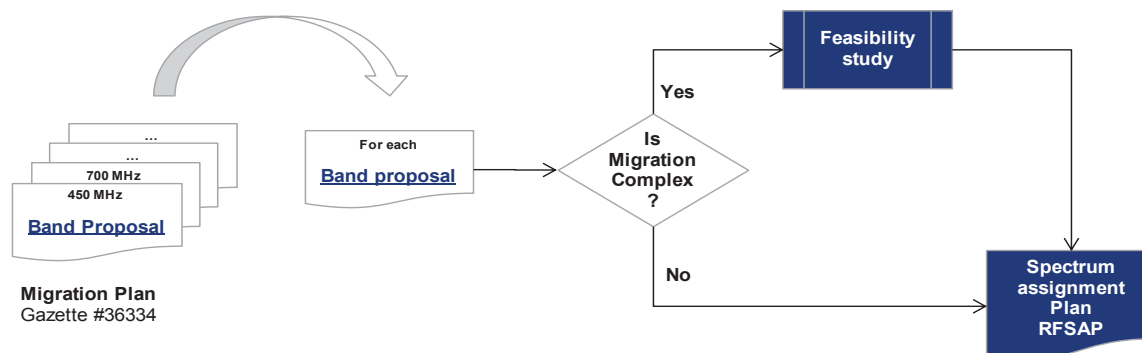 ...
...
700 MHz
450 MHz
Band Proposal
Migration Plan
Gazette #36334
For each
Band proposal
Is
Migration
Complex
?
Yes
No
Feasibility
study
Spectrum
assignment
Plan
RFSAP